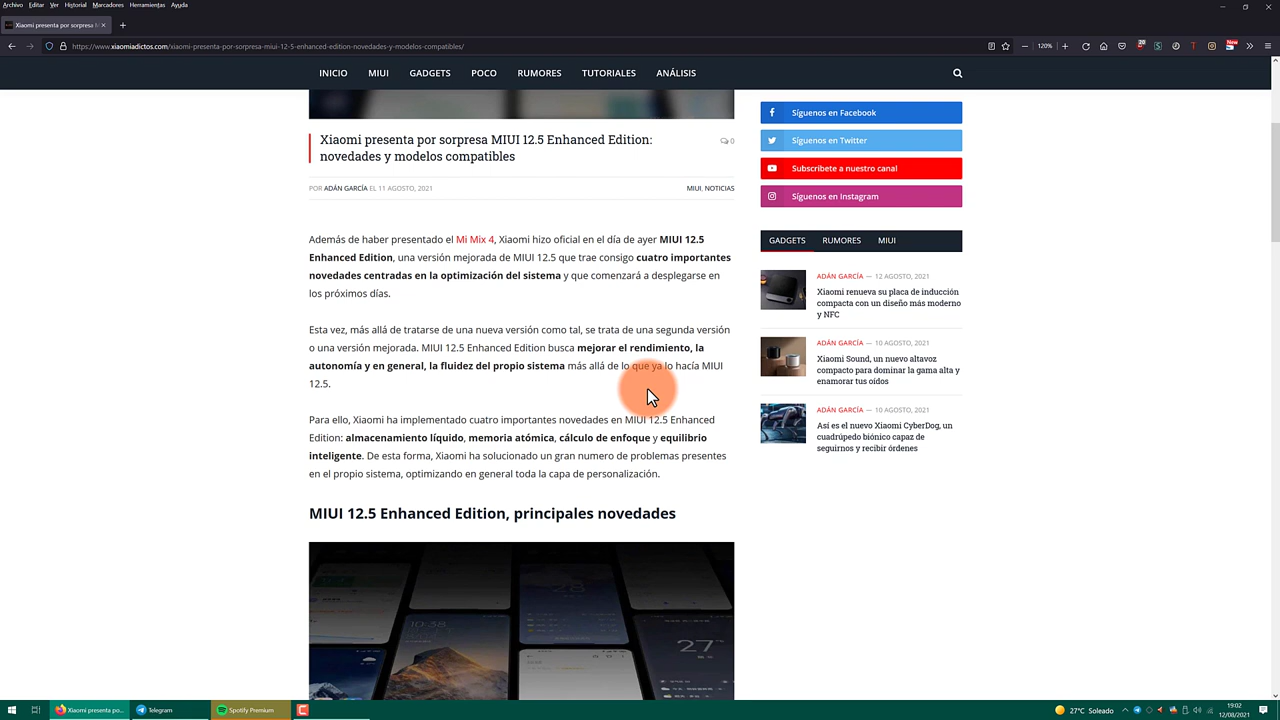 Archivo Editar Ver Historial Marcadores Herramientas Ayuda
Xiaomi presenta por sorpresa M
https://www.xiaomiadictos.com/xiaomi-presenta-por-sorpresa-miui-12-5-enhanced-edition-novedades-y-modelos-compatibles/
120%
20
New
INICIO MIUI GADGETS POCO RUMORES TUTORIALES ANÁLISIS
Xiaomi presenta por sorpresa MIUI 12.5 Enhanced Edition:
novedades y modelos compatibles
0
POR ADÁN GARCÍA EL 11 AGOSTO, 2021
MIUI, NOTICIAS
Además de haber presentado el Mi Mix 4, Xiaomi hizo oficial en el día de ayer MIUI 12.5
Enhanced Edition, una versión mejorada de MIUI 12.5 que trae consigo cuatro importantes
novedades centradas en la optimización del sistema y que comenzará a desplegarse en
los próximos días.
Esta vez, más allá de tratarse de una nueva versión como tal, se trata de una segunda versión
o una versión mejorada. MIUI 12.5 Enhanced Edition busca mejorar el rendimiento, la
autonomía y en general, la fluidez del propio sistema más allá de lo que ya lo hacía MIUI
12.5.
Para ello, Xiaomi ha implementado cuatro importantes novedades en MIUI 12.5 Enhanced
Edition: almacenamiento líquido, memoria atómica, cálculo de enfoque y equilibrio
inteligente. De esta forma, Xiaomi ha solucionado un gran numero de problemas presentes
en el propio sistema, optimizando en general toda la capa de personalización.
MIUI 12.5 Enhanced Edition, principales novedades
10:38
28
27°
Síguenos en Facebook
Síguenos en Twitter
Subscribete a nuestro canal
Síguenos en Instagram
GADGETS RUMORES MIUI
ADÁN GARCÍA — 12 AGOSTO, 2021
Xiaomi renueva su placa de inducción
compacta con un diseño más moderno
y NFC
ADÁN GARCÍA — 10 AGOSTO, 2021
Xiaomi Sound, un nuevo altavoz
compacto para dominar la gama alta y
enamorar tus oídos
ADÁN GARCÍA — 10 AGOSTO, 2021
Así es el nuevo Xiaomi CyberDog, un
cuadrúpedo biónico capaz de
seguirnos y recibir órdenes
Xiaomi presenta po...
Telegram
Spotify Premium
27°C Soleado
19:02
12/08/2021